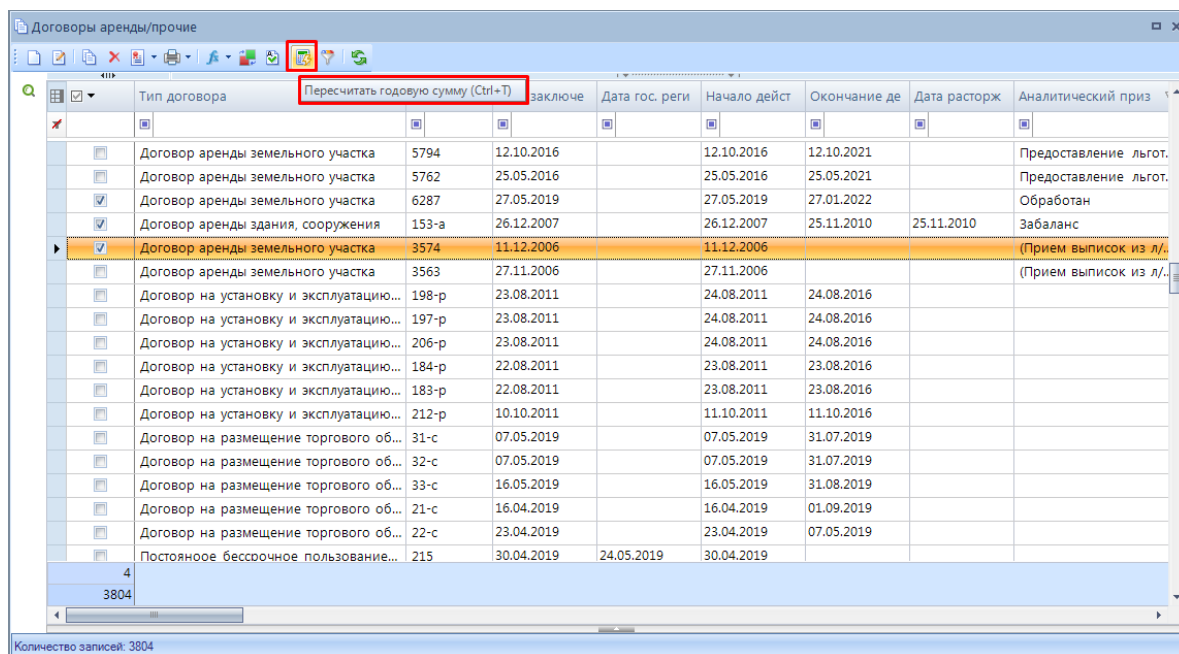 Договоры аренды/прочие
Пересчитать годовую сумму (Ctrl+T)
Тип договора заключе Дата гос. реги Начало дейст Окончание де Дата расторж Аналитический приз
Договор аренды земельного участка 5794 12.10.2016 12.10.2016 12.10.2021 Предоставление льгот.
Договор аренды земельного участка 5762 25.05.2016 25.05.2016 25.05.2021 Предоставление льгот.
Договор аренды земельного участка 6287 27.05.2019 27.05.2019 27.01.2022 Обработан
Договор аренды здания, сооружения 153-а 26.12.2007 26.12.2007 25.11.2010 25.11.2010 Забаланс
Договор аренды земельного участка 3574 11.12.2006 11.12.2006 (Прием выписок из л/..
Договор аренды земельного участка 3563 27.11.2006 27.11.2006 (Прием выписок из л/..
Договор на установку и эксплуатацию... 198-р 23.08.2011 24.08.2011 24.08.2016
Договор на установку и эксплуатацию... 197-р 23.08.2011 24.08.2011 24.08.2016
Договор на установку и эксплуатацию... 206-р 23.08.2011 24.08.2011 24.08.2016
Договор на установку и эксплуатацию... 184-р 22.08.2011 23.08.2011 23.08.2016
Договор на установку и эксплуатацию... 183-р 22.08.2011 23.08.2011 23.08.2016
Договор на установку и эксплуатацию... 212-р 10.10.2011 11.10.2011 11.10.2016
Договор на размещение торгового об... 31-с 07.05.2019 07.05.2019 31.07.2019
Договор на размещение торгового об... 32-с 07.05.2019 07.05.2019 31.07.2019
Договор на размещение торгового об... 33-с 16.05.2019 16.05.2019 31.08.2019
Договор на размещение торгового об... 21-с 16.04.2019 16.04.2019 01.09.2019
Договор на размещение торгового об... 22-с 23.04.2019 23.04.2019 07.05.2019
Постояноое бессрочное пользование... 215 30.04.2019 24.05.2019 30.04.2019
4
3804
Количество записей: 3804